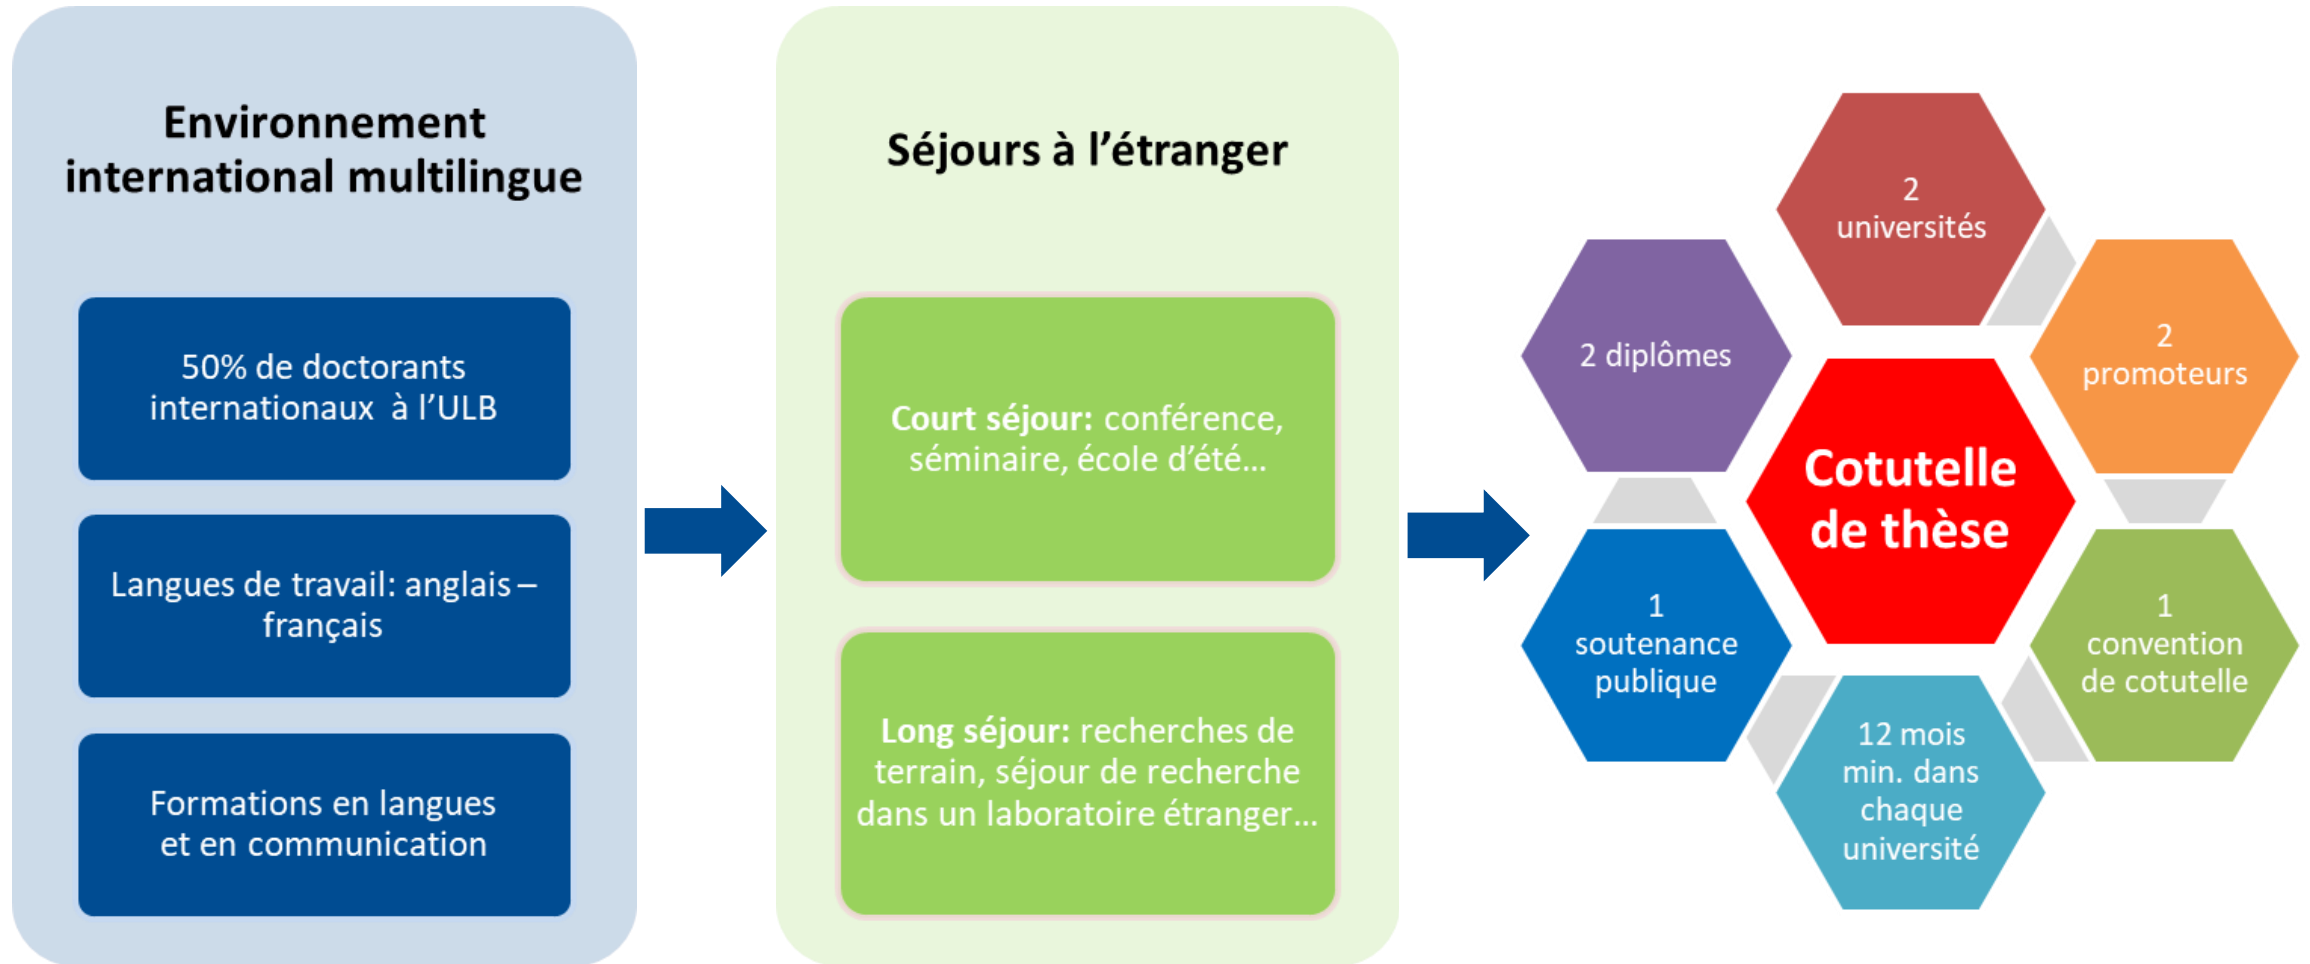 Environnement
international multilingue
50% de doctorants
internationaux à l’ULB
Langues de travail: anglais –
français
Formations en langues
et en communication
Séjours à l’étranger
Court séjour: conférence,
séminaire, école d’été…
Long séjour: recherches de
terrain, séjour de recherche
dans un laboratoire étranger…
Cotutelle
de thèse
2
universités
2
promoteurs
1
convention
de cotutelle
12 mois
min. dans
chaque
université
1
soutenance
publique
2 diplômes